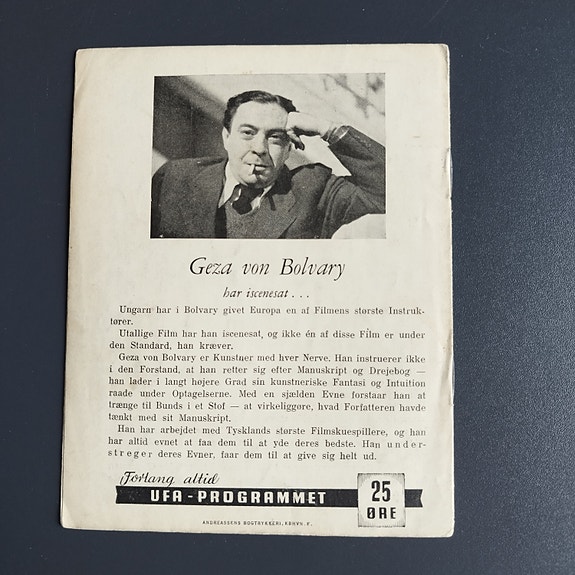 Geza von Bolvary
har iscenesat . . .
Ungarn har i Bolvary givet Europa en af Filmens største Instruk-
tører.
Utallige Film har han iscenesat, og ikke én af disse Film er under
den Standard, han kræver.
Geza von Bolvary er Kunstner med hver Nerve. Han instruerer ikke
i den Forstand, at han retter sig efter Manuskript og Drejebog —
han lader i langt højere Grad sin kunstneriske Fantasi og Intuition
raade under Optagelserne. Med en sjælden Evne forstaar han at
trænge til Bunds i et Stof — at virkeliggøre, hvad Forfatteren havde
tænkt med sit Manuskript.
Han har arbejdet med Tysklands største Filmskuespillere, og han
har altid evnet at faa dem til at yde deres bedste. Han under-
streger deres Evner, faar dem til at give sig helt ud.
Forlang altid
UFA-PROGRAMMET
25
ØRE
ANDREASSENS BOGTRYKKERI, KBHVN. F.